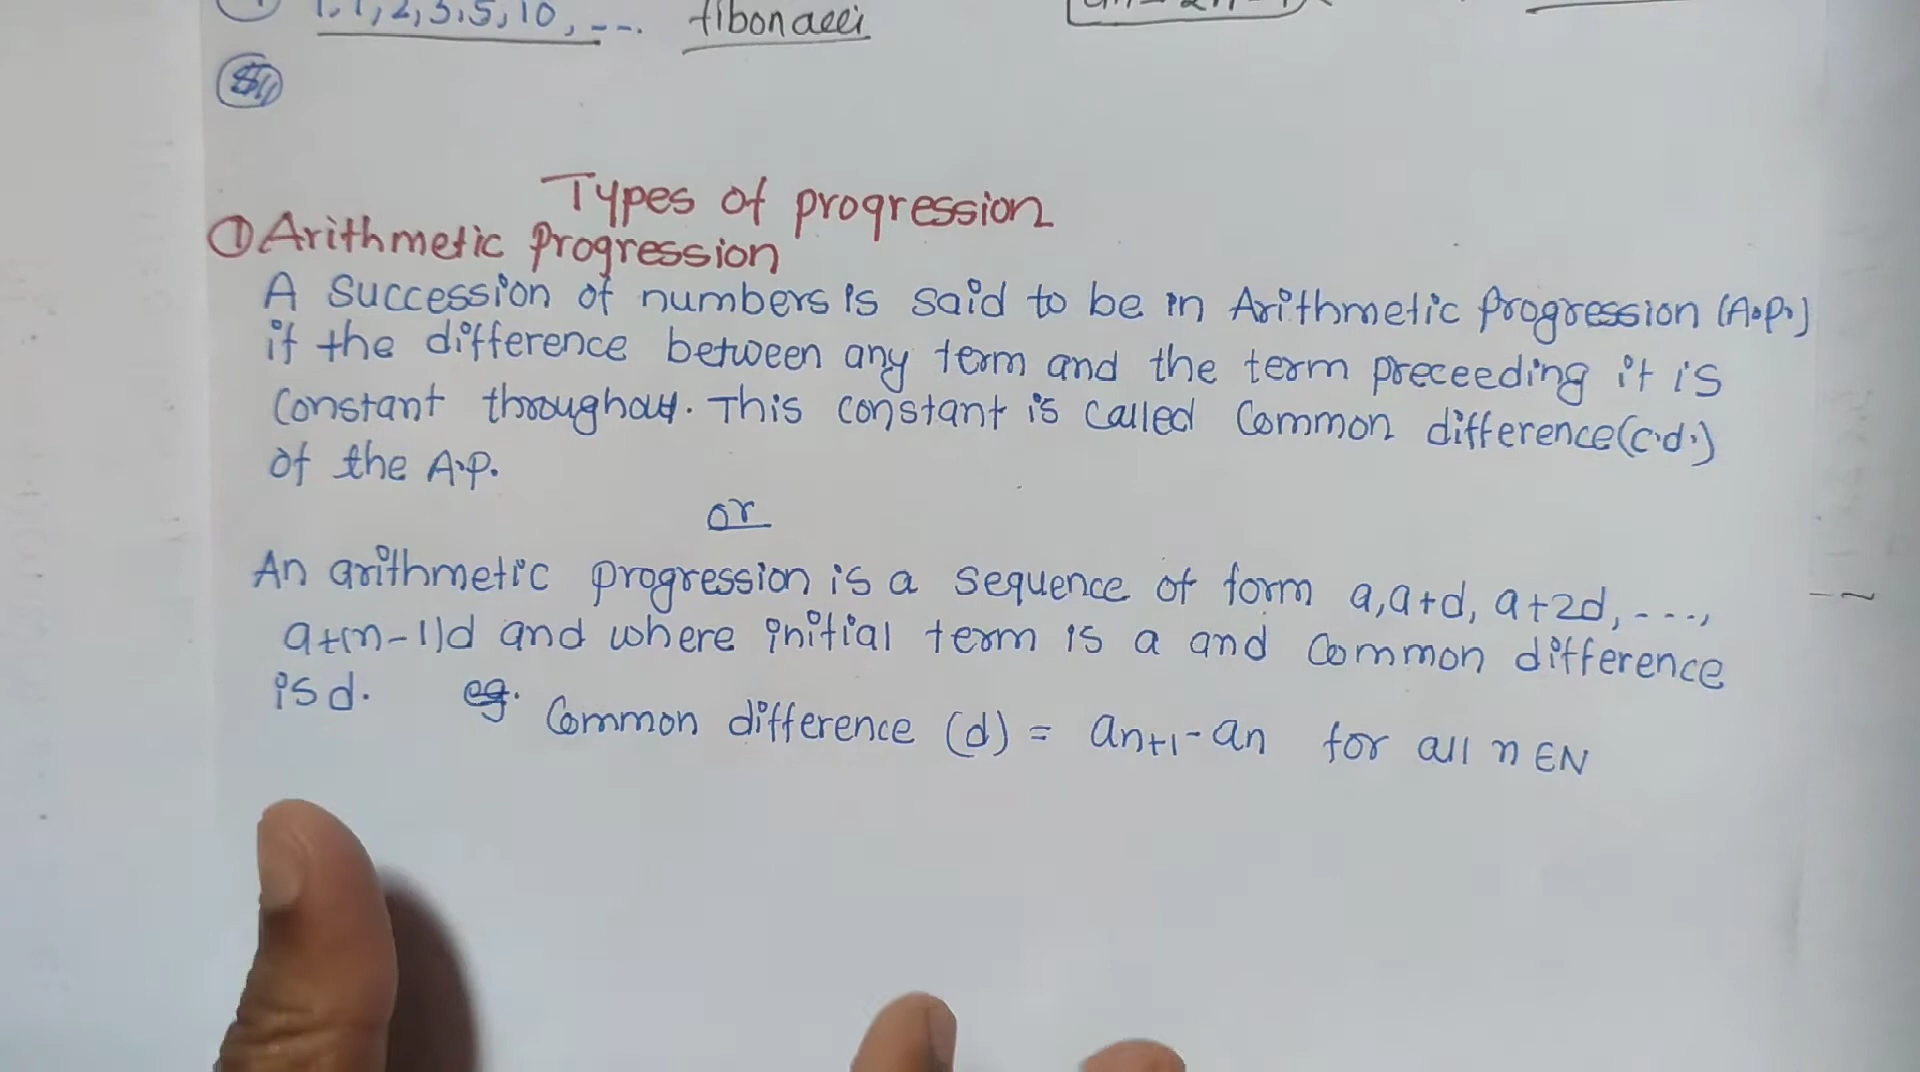 1, 1, 2, 3, 5, 10, ---. fibonacci
Types of progression
① Arithmetic Progression
A Succession of numbers is said to be in Arithmetic Progression (A.P.)
if the difference between any term and the term preceeding it is
Constant throughout. This constant is called Common difference (c.d.)
of the A.P.
or
An arithmetic progression is a sequence of form a, a+d, a+2d, ----,
a+(n-1)d and where initial term is a and common difference
is d. eg. Common difference (d) = an+1 - an for all n ∈ N